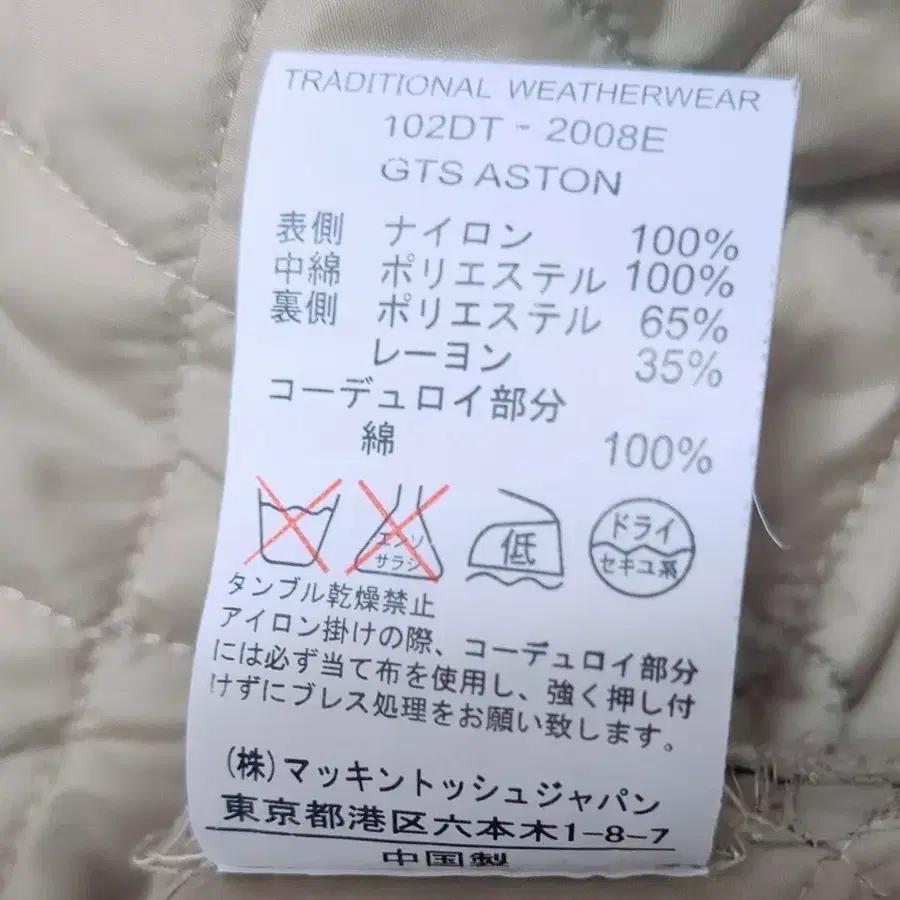 TRADITIONAL WEATHERWEAR
102DT - 2008E
GTS ASTON
表側 ナイロン 100%
中綿 ポリエステル 100%
裏側 ポリエステル 65%
レーヨン 35%
コーデュロイ部分
綿 100%
エンソ
サラシ
低
ドライ
セキユ系
タンブル乾燥禁止
アイロン掛けの際、コーデュロイ部分
には必ず当て布を使用し、強く押し付
けずにプレス処理をお願い致します。
(株)マッキントッシュジャパン
東京都港区六本木1-8-7
中国製